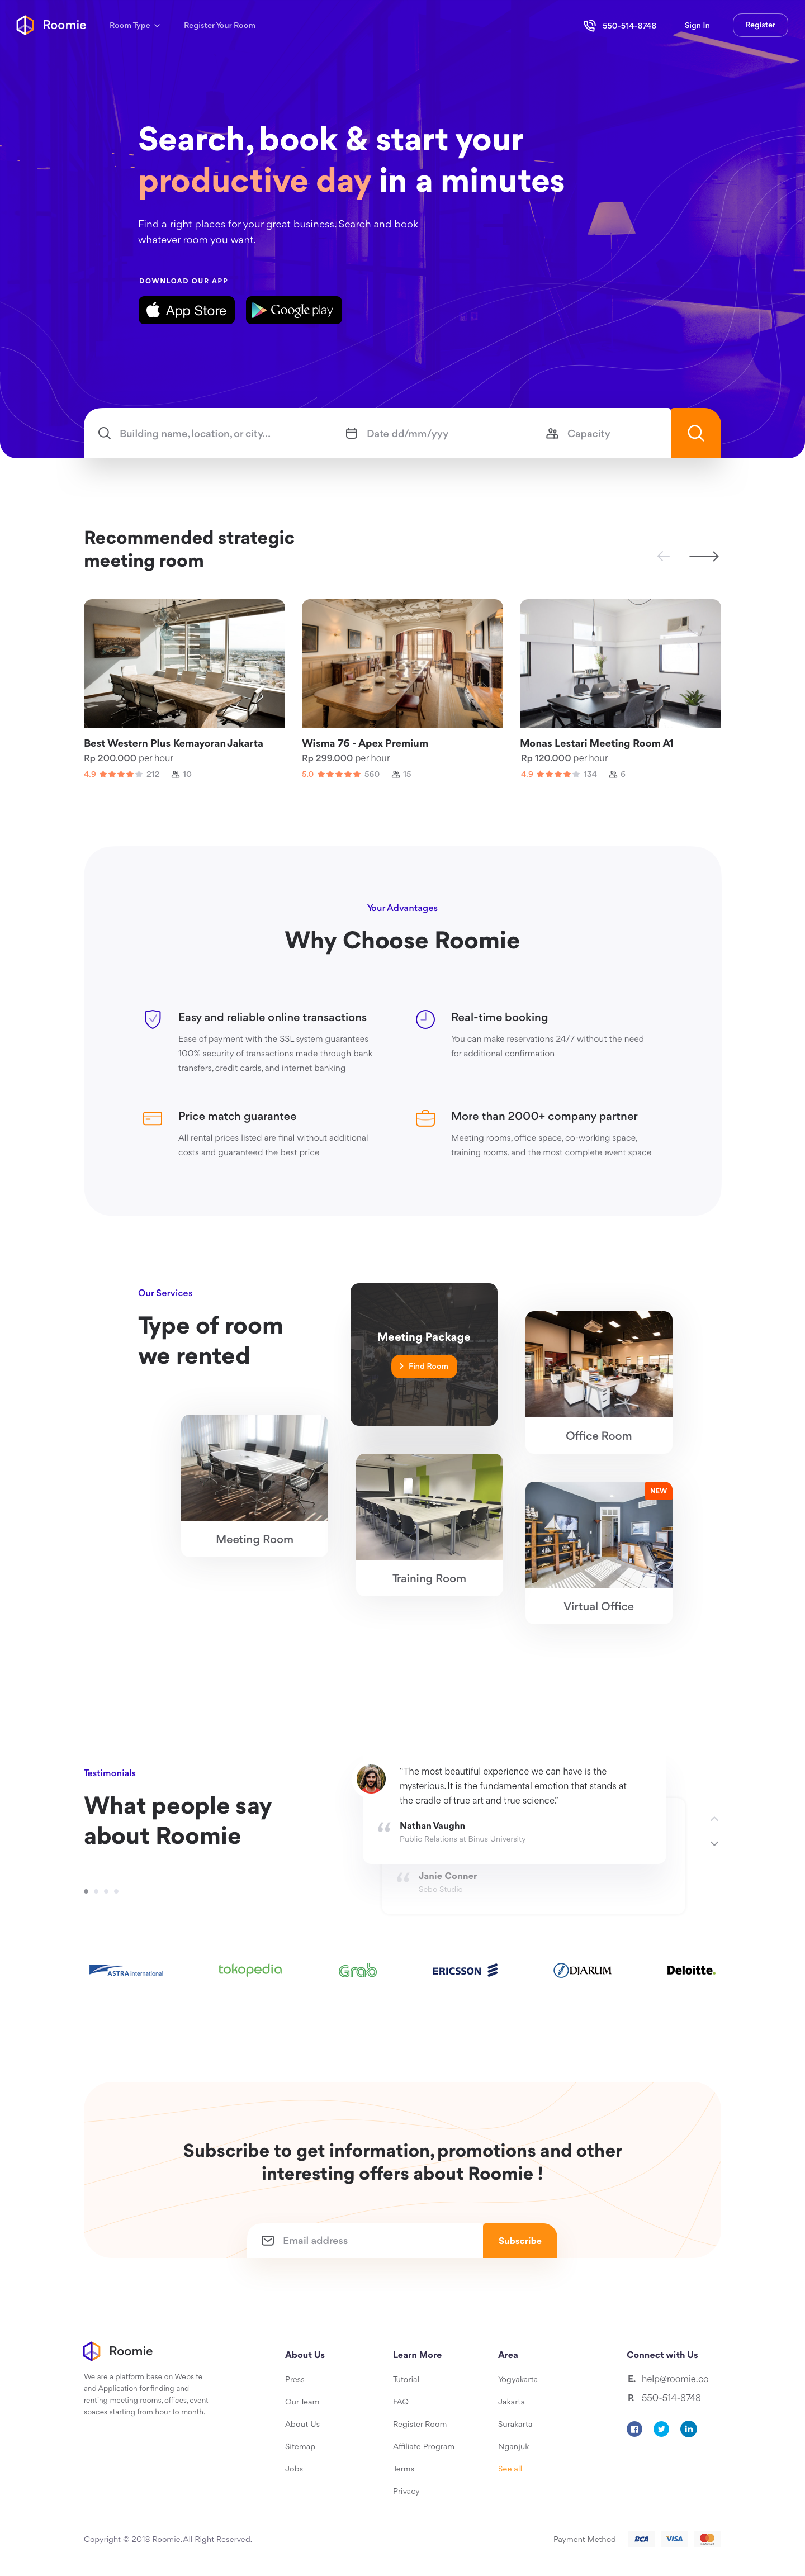 Roomie
Room Type
Register Your Room
550-514-8748
Sign In
Register
Search, book & start your
productive day in a minutes
Find a right places for your great business. Search and book
whatever room you want.
DOWNLOAD OUR APP
App Store
Google play
Building name, location, or city...
Date dd/mm/yyy
Capacity
Recommended strategic
meeting room
Best Western Plus Kemayoran Jakarta
Rp 200.000 per hour
4.9 212 10
Wisma 76 - Apex Premium
Rp 299.000 per hour
5.0 560 15
Monas Lestari Meeting Room A1
Rp 120.000 per hour
4.9 134 6
Your Advantages
Why Choose Roomie
Easy and reliable online transactions
Ease of payment with the SSL system guarantees
100% security of transactions made through bank
transfers, credit cards, and internet banking
Real-time booking
You can make reservations 24/7 without the need
for additional confirmation
Price match guarantee
All rental prices listed are final without additional
costs and guaranteed the best price
More than 2000+ company partner
Meeting rooms, office space, co-working space,
training rooms, and the most complete event space
Our Services
Type of room
we rented
Meeting Package
Find Room
Office Room
Meeting Room
Training Room
NEW
Virtual Office
Testimonials
What people say
about Roomie
"The most beautiful experience we can have is the
mysterious. It is the fundamental emotion that stands at
the cradle of true art and true science."
Nathan Vaughn
Public Relations at Binus University
Janie Conner
Sebo Studio
ASTRA international
tokopedia
Grab
ERICSSON
DJARUM
Deloitte.
Subscribe to get information, promotions and other
interesting offers about Roomie !
Email address
Subscribe
Roomie
We are a platform base on Website
and Application for finding and
renting meeting rooms, offices, event
spaces starting from hour to month.
About Us
Press
Our Team
About Us
Sitemap
Jobs
Learn More
Tutorial
FAQ
Register Room
Affiliate Program
Terms
Privacy
Area
Yogyakarta
Jakarta
Surakarta
Nganjuk
See all
Connect with Us
E. help@roomie.co
P. 550-514-8748
Copyright © 2018 Roomie. All Right Reserved.
Payment Method
BCA
VISA